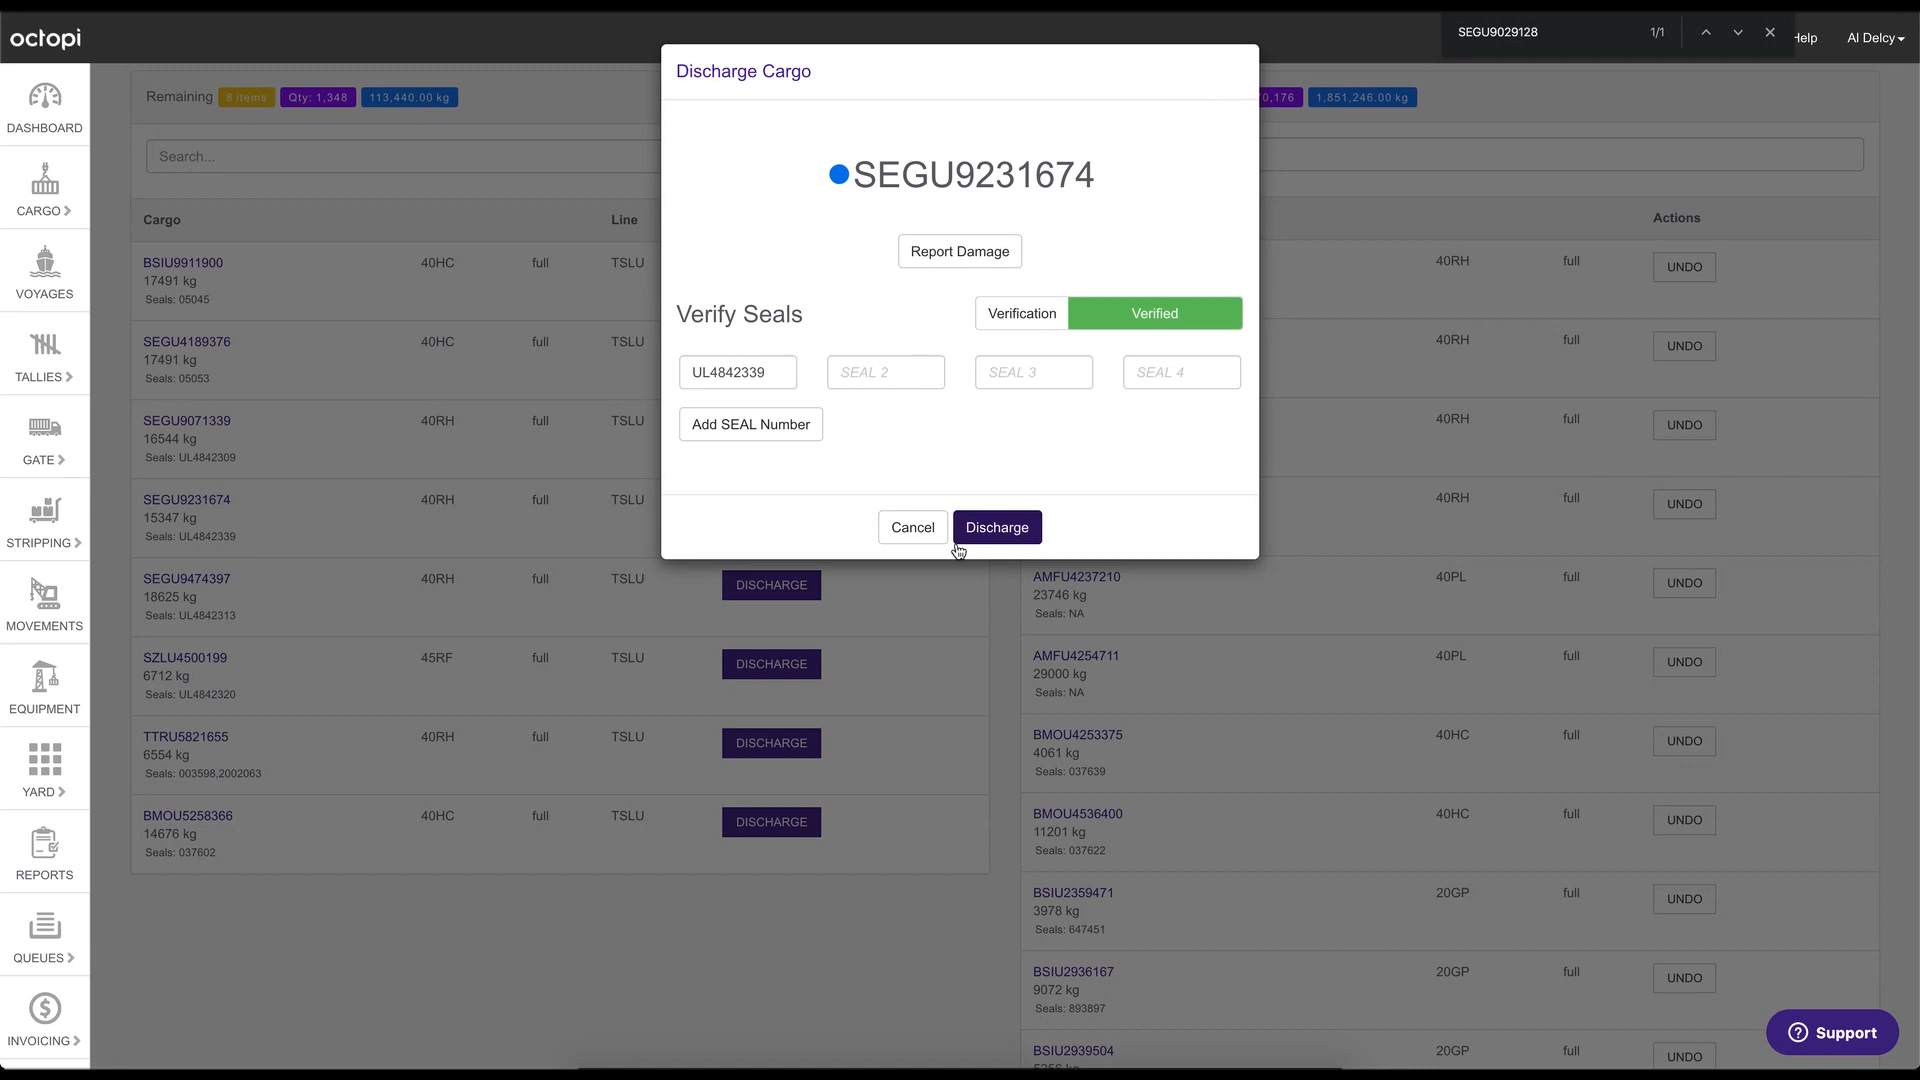 octopi
SEGU9029128
1/1
Help
Al Delcy
DASHBOARD
CARGO
VOYAGES
TALLIES
GATE
STRIPPING
MOVEMENTS
EQUIPMENT
YARD
REPORTS
QUEUES
INVOICING
Remaining 8 items Qty: 1,348 113,440.00 kg
Search...
Cargo Line
BSIU9911900 40HC full TSLU
17491 kg
Seals: 05045
SEGU4189376 40HC full TSLU
17491 kg
Seals: 05053
SEGU9071339 40RH full TSLU
16544 kg
Seals: UL4842309
SEGU9231674 40RH full TSLU
15347 kg
Seals: UL4842339
SEGU9474397 40RH full TSLU DISCHARGE
18625 kg
Seals: UL4842313
SZLU4500199 45RF full TSLU DISCHARGE
6712 kg
Seals: UL4842320
TTRU5821655 40RH full TSLU DISCHARGE
6554 kg
Seals: 003598,2002063
BMOU5258366 40HC full TSLU DISCHARGE
14676 kg
Seals: 037602
Discharge Cargo
SEGU9231674
Report Damage
Verify Seals Verification Verified
UL4842339 SEAL 2 SEAL 3 SEAL 4
Add SEAL Number
Cancel Discharge
0,176 1,851,246.00 kg
Actions
40RH full UNDO
40RH full UNDO
40RH full UNDO
40RH full UNDO
AMFU4237210 40PL full UNDO
23746 kg
Seals: NA
AMFU4254711 40PL full UNDO
29000 kg
Seals: NA
BMOU4253375 40HC full UNDO
4061 kg
Seals: 037639
BMOU4536400 40HC full UNDO
11201 kg
Seals: 037622
BSIU2359471 20GP full UNDO
3978 kg
Seals: 647451
BSIU2936167 20GP full UNDO
9072 kg
Seals: 893897
BSIU2939504 20GP full UNDO
Support